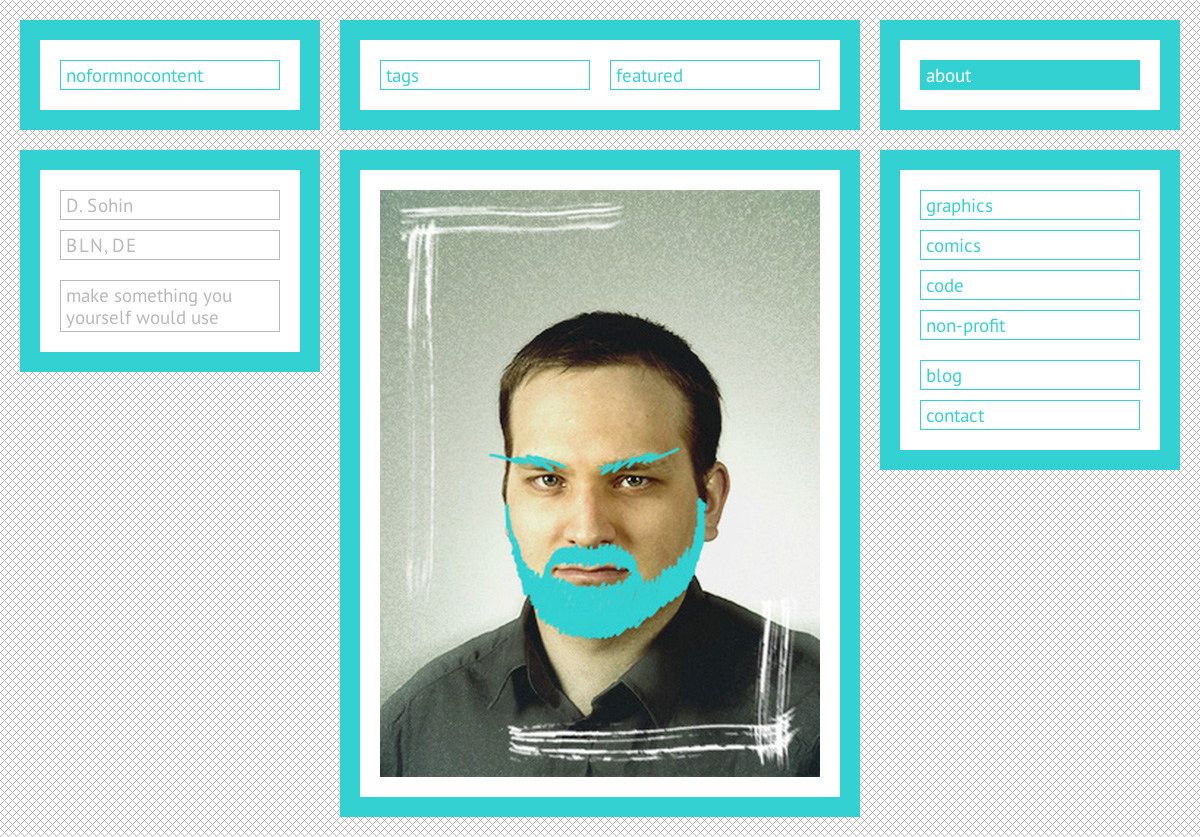 noformnocontent
tags
featured
about
D. Sohin
BLN, DE
make something you
yourself would use
graphics
comics
code
non-profit
blog
contact